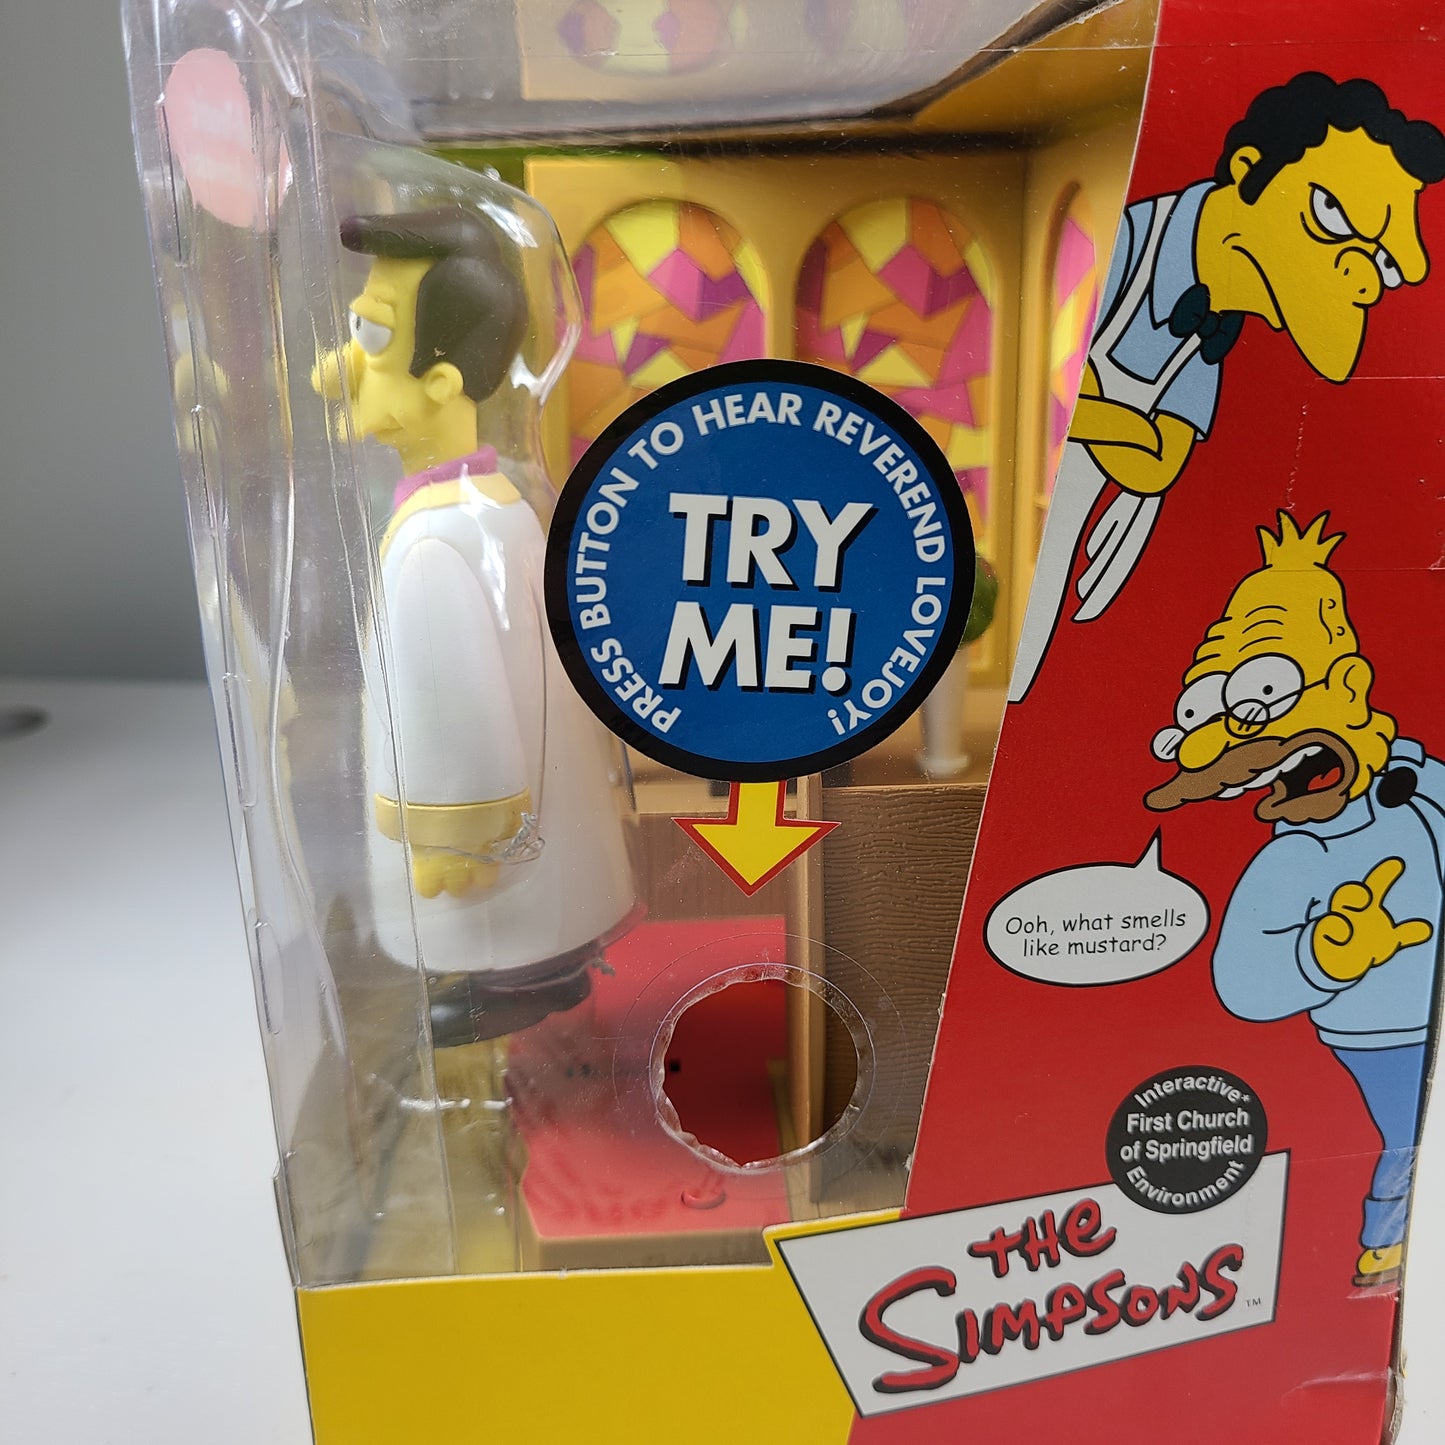 PRESS BUTTON TO HEAR REVEREND LOVEJOY!
TRY
ME!
Ooh, what smells
like mustard?
Interactive*
First Church
of Springfield
Environment
THE
SIMPSONS™